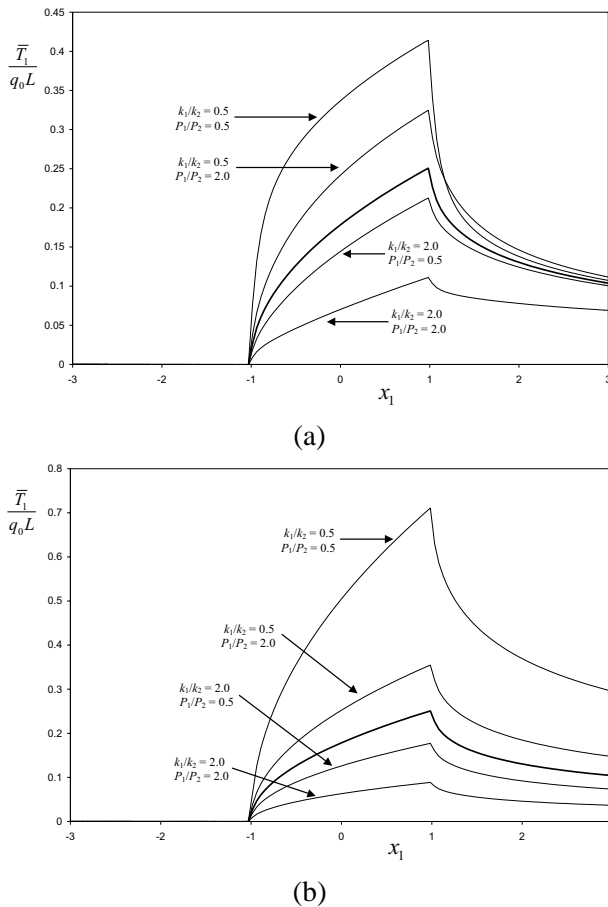 0.45
T̅₁
q₀L
0.4
0.35
0.3
0.25
0.2
0.15
0.1
0.05
0
k₁/k₂ = 0.5
P₁/P₂ = 0.5
k₁/k₂ = 0.5
P₁/P₂ = 2.0
k₁/k₂ = 2.0
P₁/P₂ = 0.5
k₁/k₂ = 2.0
P₁/P₂ = 2.0
-3 -2 -1 0 1 2 3
x₁
(a)
0.8
T̅₁
q₀L
0.7
0.6
0.5
0.4
0.3
0.2
0.1
0
k₁/k₂ = 0.5
P₁/P₂ = 0.5
k₁/k₂ = 0.5
P₁/P₂ = 2.0
k₁/k₂ = 2.0
P₁/P₂ = 0.5
k₁/k₂ = 2.0
P₁/P₂ = 2.0
-3 -2 -1 0 1 2
x₁
(b)